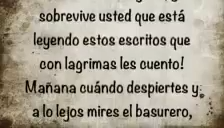 sobrevive usted que está
leyendo estos escritos que
con lagrimas les cuento!
Mañana cuándo despiertes y
a lo lejos mires el basurero,